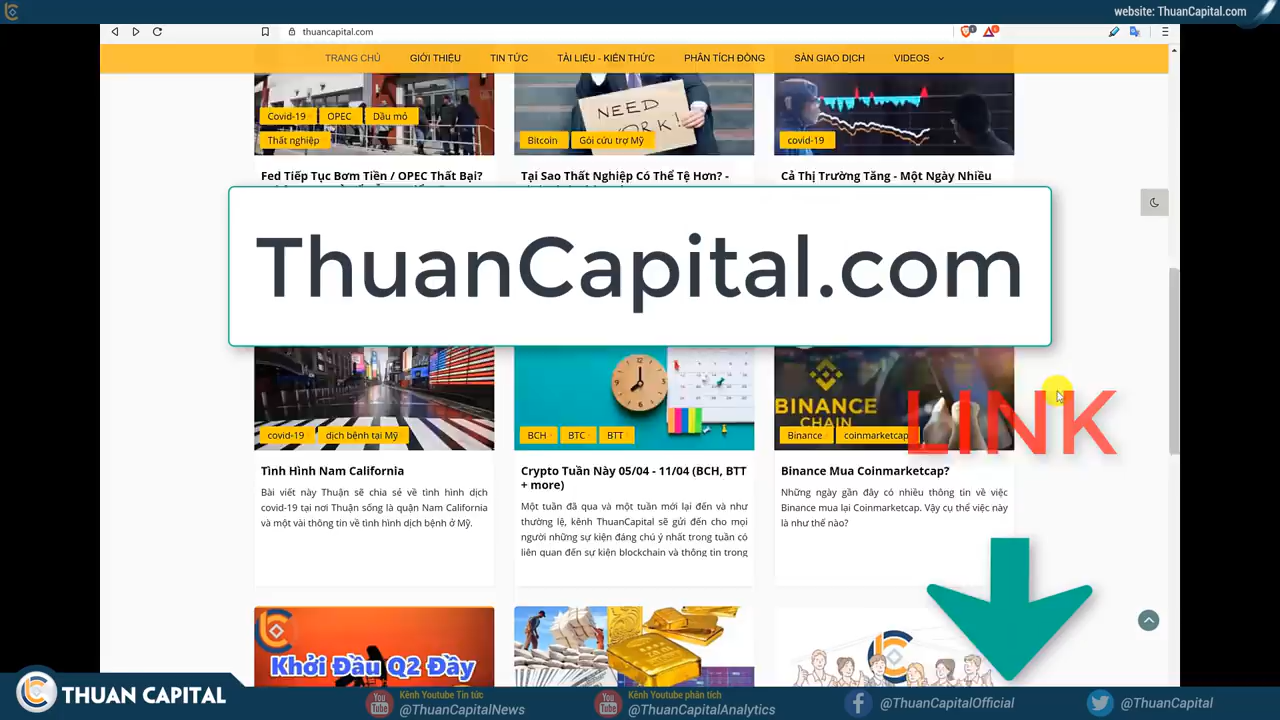 website: ThuanCapital.com
thuancapital.com
TRANG CHỦ GIỚI THIỆU TIN TỨC TÀI LIỆU - KIẾN THỨC PHÂN TÍCH ĐỘNG SÀN GIAO DỊCH VIDEOS
Covid-19 OPEC Dầu mỏ
Thất nghiệp
NEED WORK!
Bitcoin Gói cứu trợ Mỹ
covid-19
Fed Tiếp Tục Bơm Tiền / OPEC Thất Bại?
Tại Sao Thất Nghiệp Có Thể Tệ Hơn? -
Cả Thị Trường Tăng - Một Ngày Nhiều
ThuanCapital.com
covid-19 dịch bệnh tại Mỹ
BCH BTC BTT
BINANCE
CHAIN
Binance coinmarketcap
LINK
Tình Hình Nam California
Bài viết này Thuận sẽ chia sẻ về tình hình dịch
covid-19 tại nơi Thuận sống là quận Nam California
và một vài thông tin về tình hình dịch bệnh ở Mỹ.
Crypto Tuần Này 05/04 - 11/04 (BCH, BTT
+ more)
Một tuần đã qua và một tuần mới lại đến và như
thường lệ, kênh ThuanCapital sẽ gửi đến cho mọi
người những sự kiện đáng chú ý nhất trong tuần có
liên quan đến sự kiện blockchain và thông tin trong
Binance Mua Coinmarketcap?
Những ngày gần đây có nhiều thông tin về việc
Binance mua lại Coinmarketcap. Vậy cụ thể việc này
là như thế nào?
Khởi Đầu Q2 Đầy
THUAN CAPITAL
Kênh Youtube Tin tức
@ThuanCapitalNews
Kênh Youtube phân tích
@ThuanCapitalAnalytics
@ThuanCapitalOfficial
@ThuanCapital